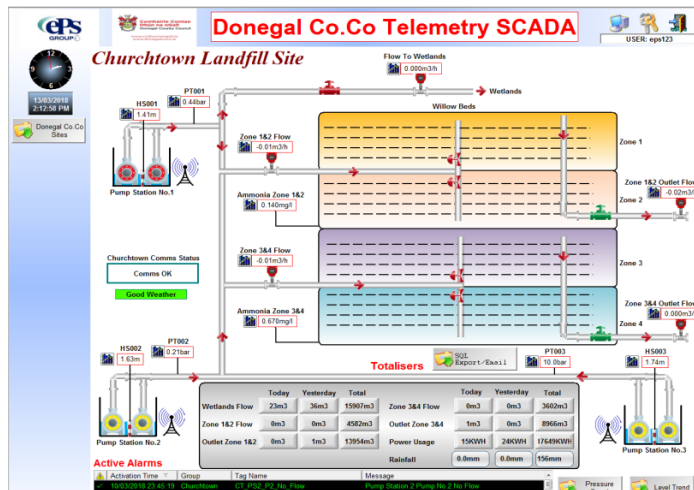 eps
GROUP
Comhairle Contae
Dhún na nGall
Donegal County Council
Donegal Co.Co Telemetry SCADA
USER: eps123
Churchtown Landfill Site
Flow To Wetlands
0.000m3/h
Wetlands
13/03/2018
2:12:58 PM
Donegal Co.Co
Sites
PT001
0.44bar
HS001
1.41m
Pump Station No.1
Willow Beds
Zone 1&2 Flow
-0.01m3/h
Zone 1
Ammonia Zone 1&2
0.140mg/l
Zone 1&2 Outlet Flow
-0.02m3/
Zone 2
Zone 3&4 Flow
-0.01m3/h
Zone 3
Churchtown Comms Status
Comms OK
Good Weather
Ammonia Zone 3&4
0.670mg/l
Zone 3&4 Outlet Flow
0.000m3/
Zone 4
PT002
0.21bar
HS002
1.63m
Pump Station No.2
Totalisers
SQL
Export/Email
PT003
10.0bar
HS003
1.74m
Pump Station No.3
Today Yesterday Total Today Yesterday Total
Wetlands Flow 23m3 36m3 15907m3 Zone 3&4 Flow 0m3 0m3 3602m3
Zone 1&2 Flow 0m3 0m3 4582m3 Outlet Zone 3&4 1m3 0m3 8966m3
Outlet Zone 1&2 0m3 1m3 13954m3 Power Usage 15KWH 24KWH 17649KWH
Rainfall 0.0mm 0.0mm 156mm
Active Alarms
Activation Time Group Tag Name Message
10/03/2018 23:45:19 Churchtown CT_PS2_P2_No_Flow Pump Station 2 Pump No 2 No Flow
Pressure
Level Trend